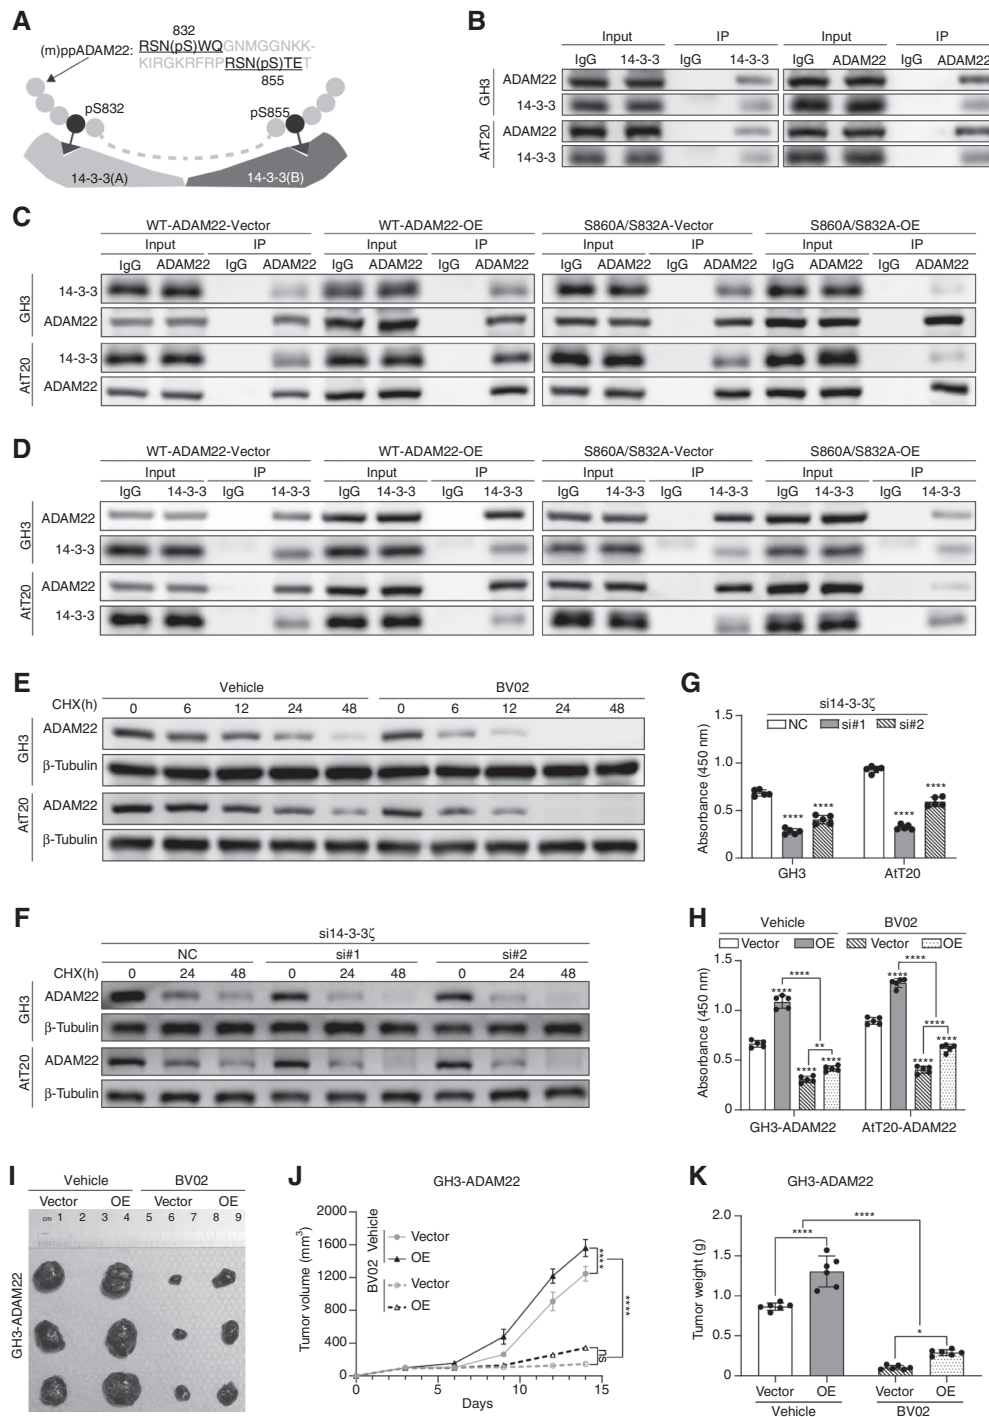 A
832
(m)ppADAM22: RSN(pS)WQGNMGGNKK-
KIRGKRFRPRSN(pS)TET
855
pS832
pS855
14-3-3(A)
14-3-3(B)
B
Input IP Input IP
IgG 14-3-3 IgG 14-3-3 IgG ADAM22 IgG ADAM22
GH3
ADAM22
14-3-3
AtT20
ADAM22
14-3-3
C
WT-ADAM22-Vector WT-ADAM22-OE S860A/S832A-Vector S860A/S832A-OE
Input IP Input IP Input IP Input IP
IgG ADAM22 IgG ADAM22 IgG ADAM22 IgG ADAM22 IgG ADAM22 IgG ADAM22 IgG ADAM22 IgG ADAM22
GH3
14-3-3
ADAM22
AtT20
14-3-3
ADAM22
D
WT-ADAM22-Vector WT-ADAM22-OE S860A/S832A-Vector S860A/S832A-OE
Input IP Input IP Input IP Input IP
IgG 14-3-3 IgG 14-3-3 IgG 14-3-3 IgG 14-3-3 IgG 14-3-3 IgG 14-3-3 IgG 14-3-3 IgG 14-3-3
GH3
ADAM22
14-3-3
AtT20
ADAM22
14-3-3
E
Vehicle BV02
CHX(h) 0 6 12 24 48 0 6 12 24 48
GH3
ADAM22
β-Tubulin
AtT20
ADAM22
β-Tubulin
F
si14-3-3ζ
NC si#1 si#2
CHX(h) 0 24 48 0 24 48 0 24 48
GH3
ADAM22
β-Tubulin
AtT20
ADAM22
β-Tubulin
G
si14-3-3ζ
NC si#1 si#2
Absorbance (450 nm)
1.5
1.0
0.5
0
**** **** **** ****
GH3 AtT20
H
Vehicle BV02
Vector OE Vector OE
Absorbance (450 nm)
1.5
1.0
0.5
0
**** **** **** ** ****
**** **** **** **** ****
GH3-ADAM22 AtT20-ADAM22
I
Vehicle BV02
Vector OE Vector OE
cm 1 2 3 4 5 6 7 8 9
GH3-ADAM22
J
GH3-ADAM22
Tumor volume (mm³)
2000
1600
1200
800
400
0
0 5 10 15
Days
Vehicle
Vector
OE
BV02
Vector
OE
****
****
ns
K
GH3-ADAM22
Tumor weight (g)
2.0
1.5
1.0
0.5
0
****
****
*
Vector OE Vector OE
Vehicle BV02